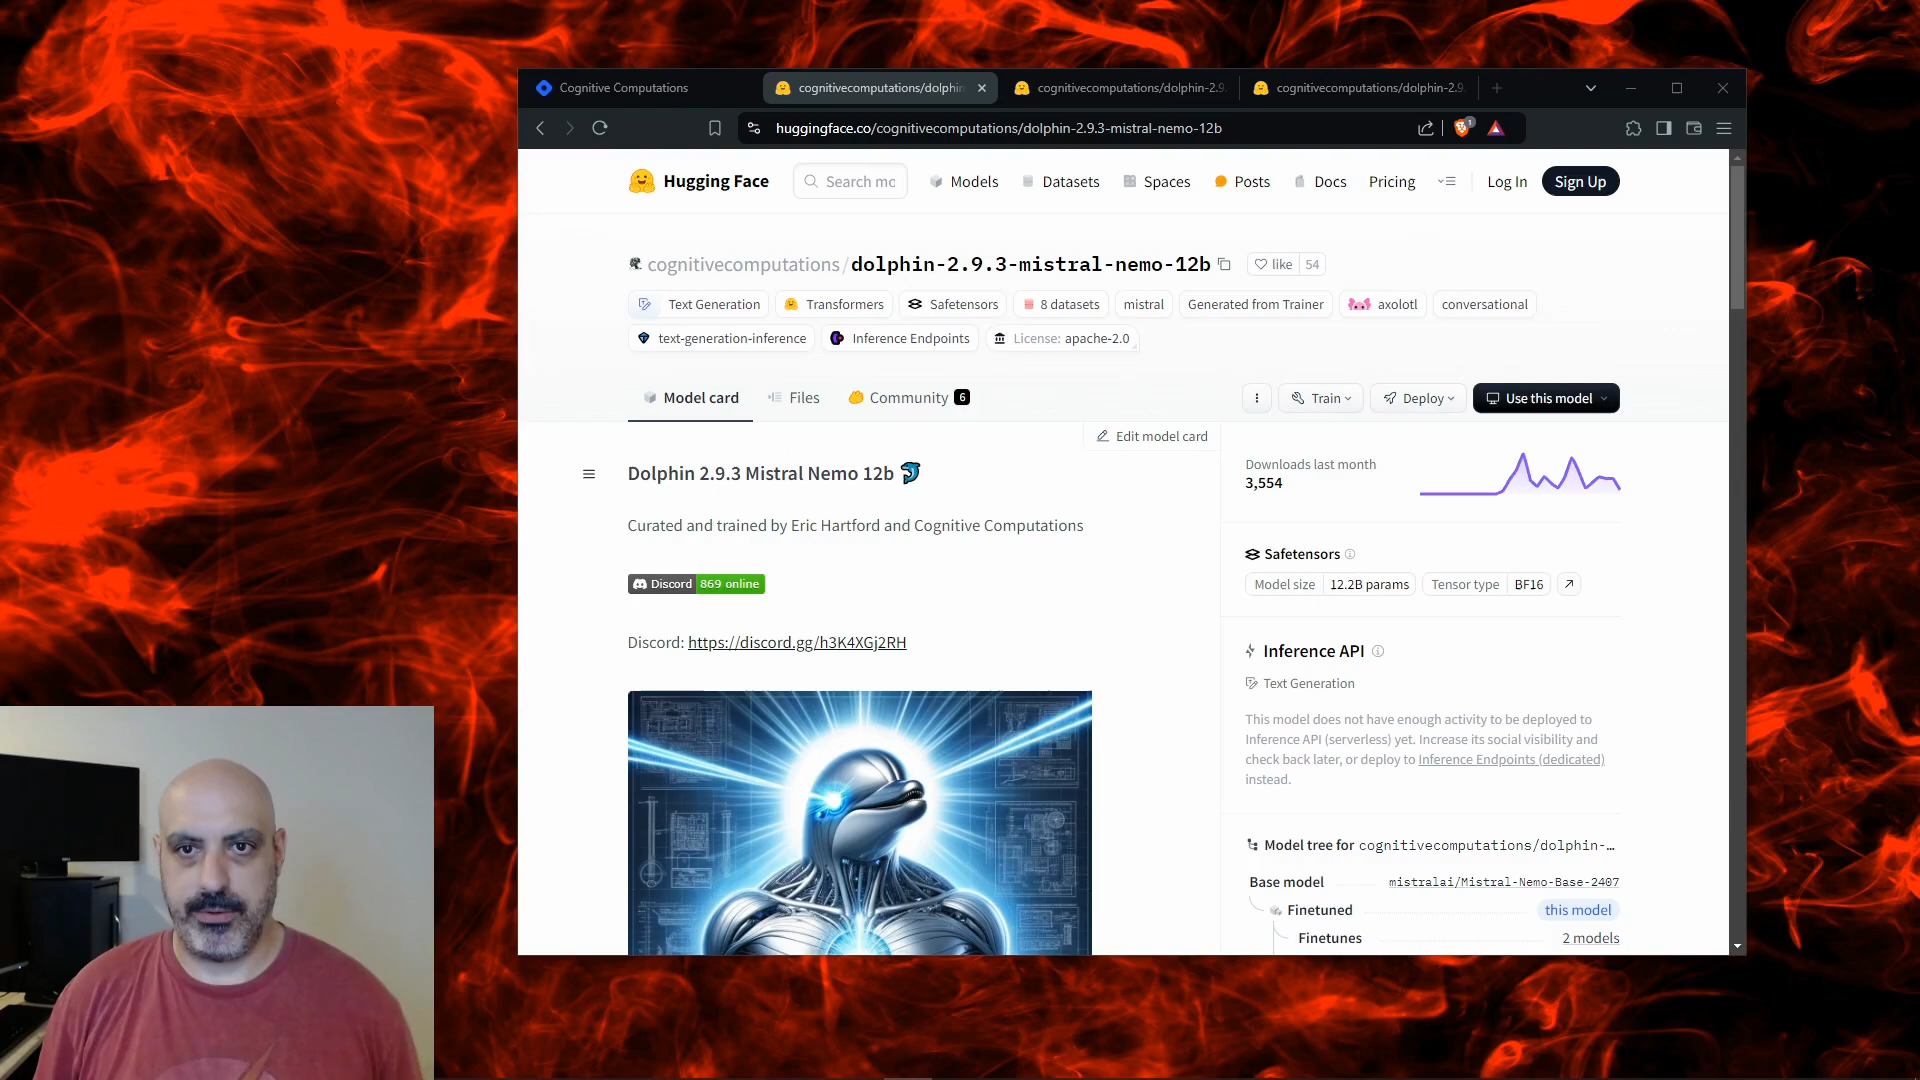 Cognitive Computations
cognitivecomputations/dolphin
cognitivecomputations/dolphin-2.9.
cognitivecomputations/dolphin-2.9.
huggingface.co/cognitivecomputations/dolphin-2.9.3-mistral-nemo-12b
1
Hugging Face
Search mo
Models
Datasets
Spaces
Posts
Docs
Pricing
Log In
Sign Up
cognitivecomputations/dolphin-2.9.3-mistral-nemo-12b
like 54
Text Generation
Transformers
Safetensors
8 datasets
mistral
Generated from Trainer
axolotl
conversational
text-generation-inference
Inference Endpoints
License: apache-2.0
Model card
Files
Community 6
Train
Deploy
Use this model
Edit model card
Dolphin 2.9.3 Mistral Nemo 12b 🐬
Curated and trained by Eric Hartford and Cognitive Computations
Discord 869 online
Discord: https://discord.gg/h3K4XGj2RH
Downloads last month
3,554
Safetensors
Model size 12.2B params
Tensor type BF16
Inference API
Text Generation
This model does not have enough activity to be deployed to
Inference API (serverless) yet. Increase its social visibility and
check back later, or deploy to Inference Endpoints (dedicated)
instead.
Model tree for cognitivecomputations/dolphin-…
Base model mistralai/Mistral-Nemo-Base-2407
Finetuned this model
Finetunes 2 models